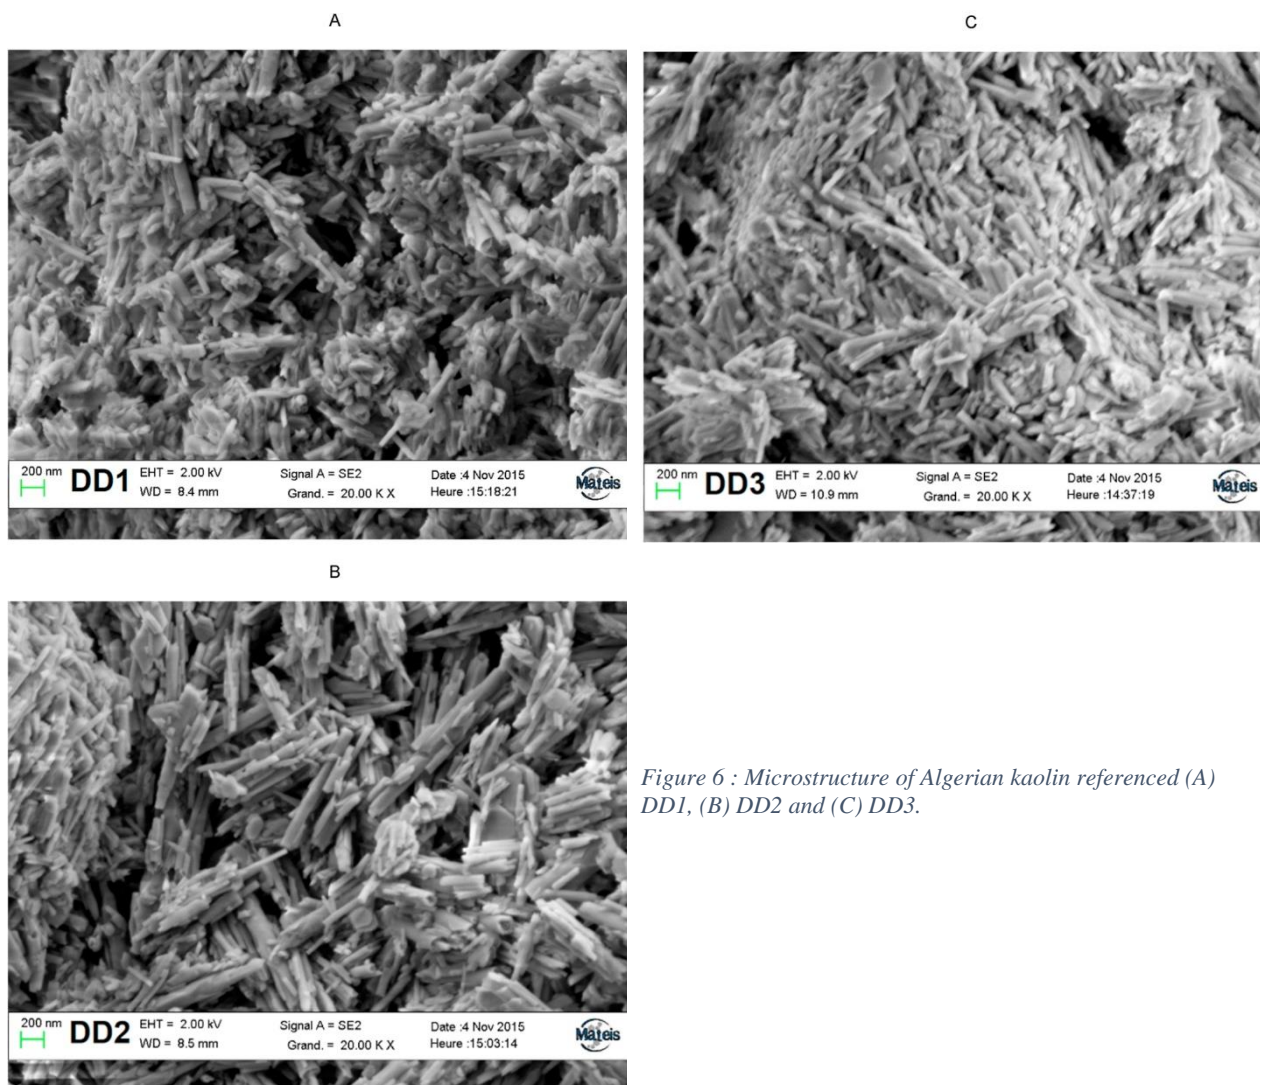 A
200 nm DD1 EHT = 2.00 kV Signal A = SE2 Date :4 Nov 2015 Mateis
WD = 8.4 mm Grand. = 20.00 K X Heure :15:18:21
C
200 nm DD3 EHT = 2.00 kV Signal A = SE2 Date :4 Nov 2015 Mateis
WD = 10.9 mm Grand. = 20.00 K X Heure :14:37:19
B
200 nm DD2 EHT = 2.00 kV Signal A = SE2 Date :4 Nov 2015 Mateis
WD = 8.5 mm Grand. = 20.00 K X Heure :15:03:14
Figure 6 : Microstructure of Algerian kaolin referenced (A)
DD1, (B) DD2 and (C) DD3.